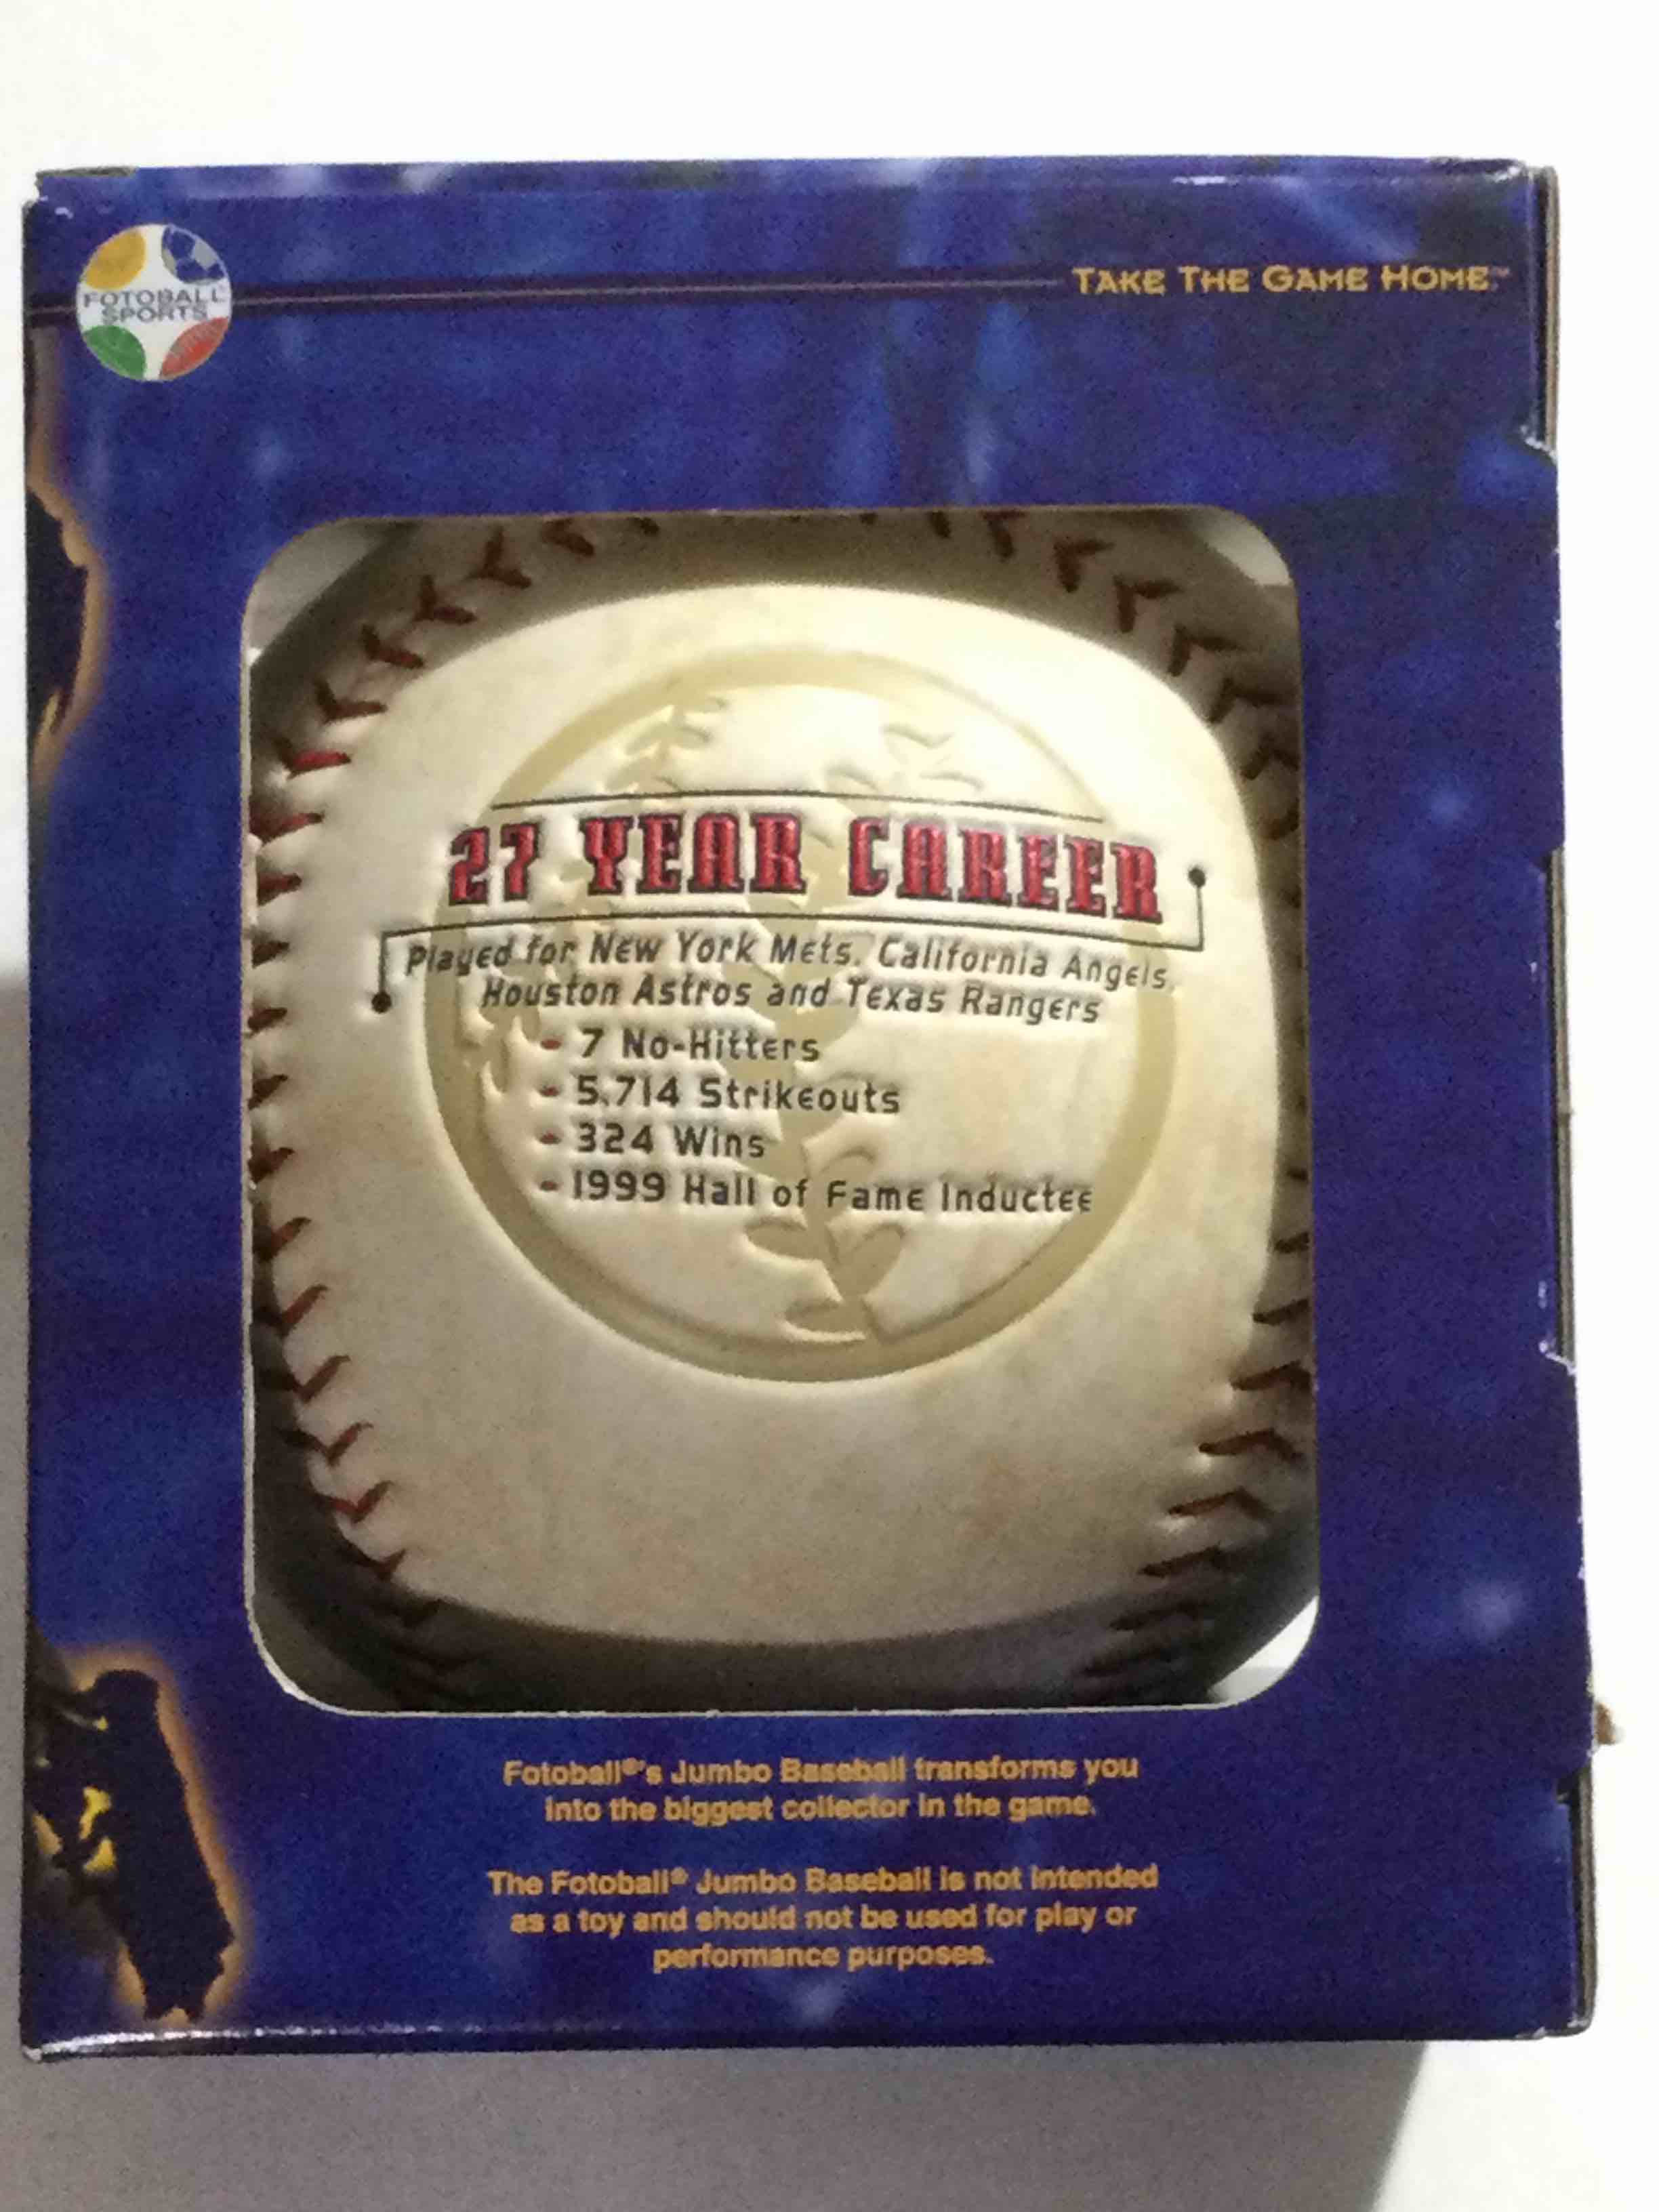 FOTOBALL
SPORTS
TAKE THE GAME HOME.™
27 YEAR CAREER
Played for New York Mets, California Angels,
Houston Astros and Texas Rangers
- 7 No-Hitters
- 5,714 Strikeouts
- 324 Wins
- 1999 Hall of Fame Inductee
Fotoball®'s Jumbo Baseball transforms you
into the biggest collector in the game.
The Fotoball® Jumbo Baseball is not intended
as a toy and should not be used for play or
performance purposes.